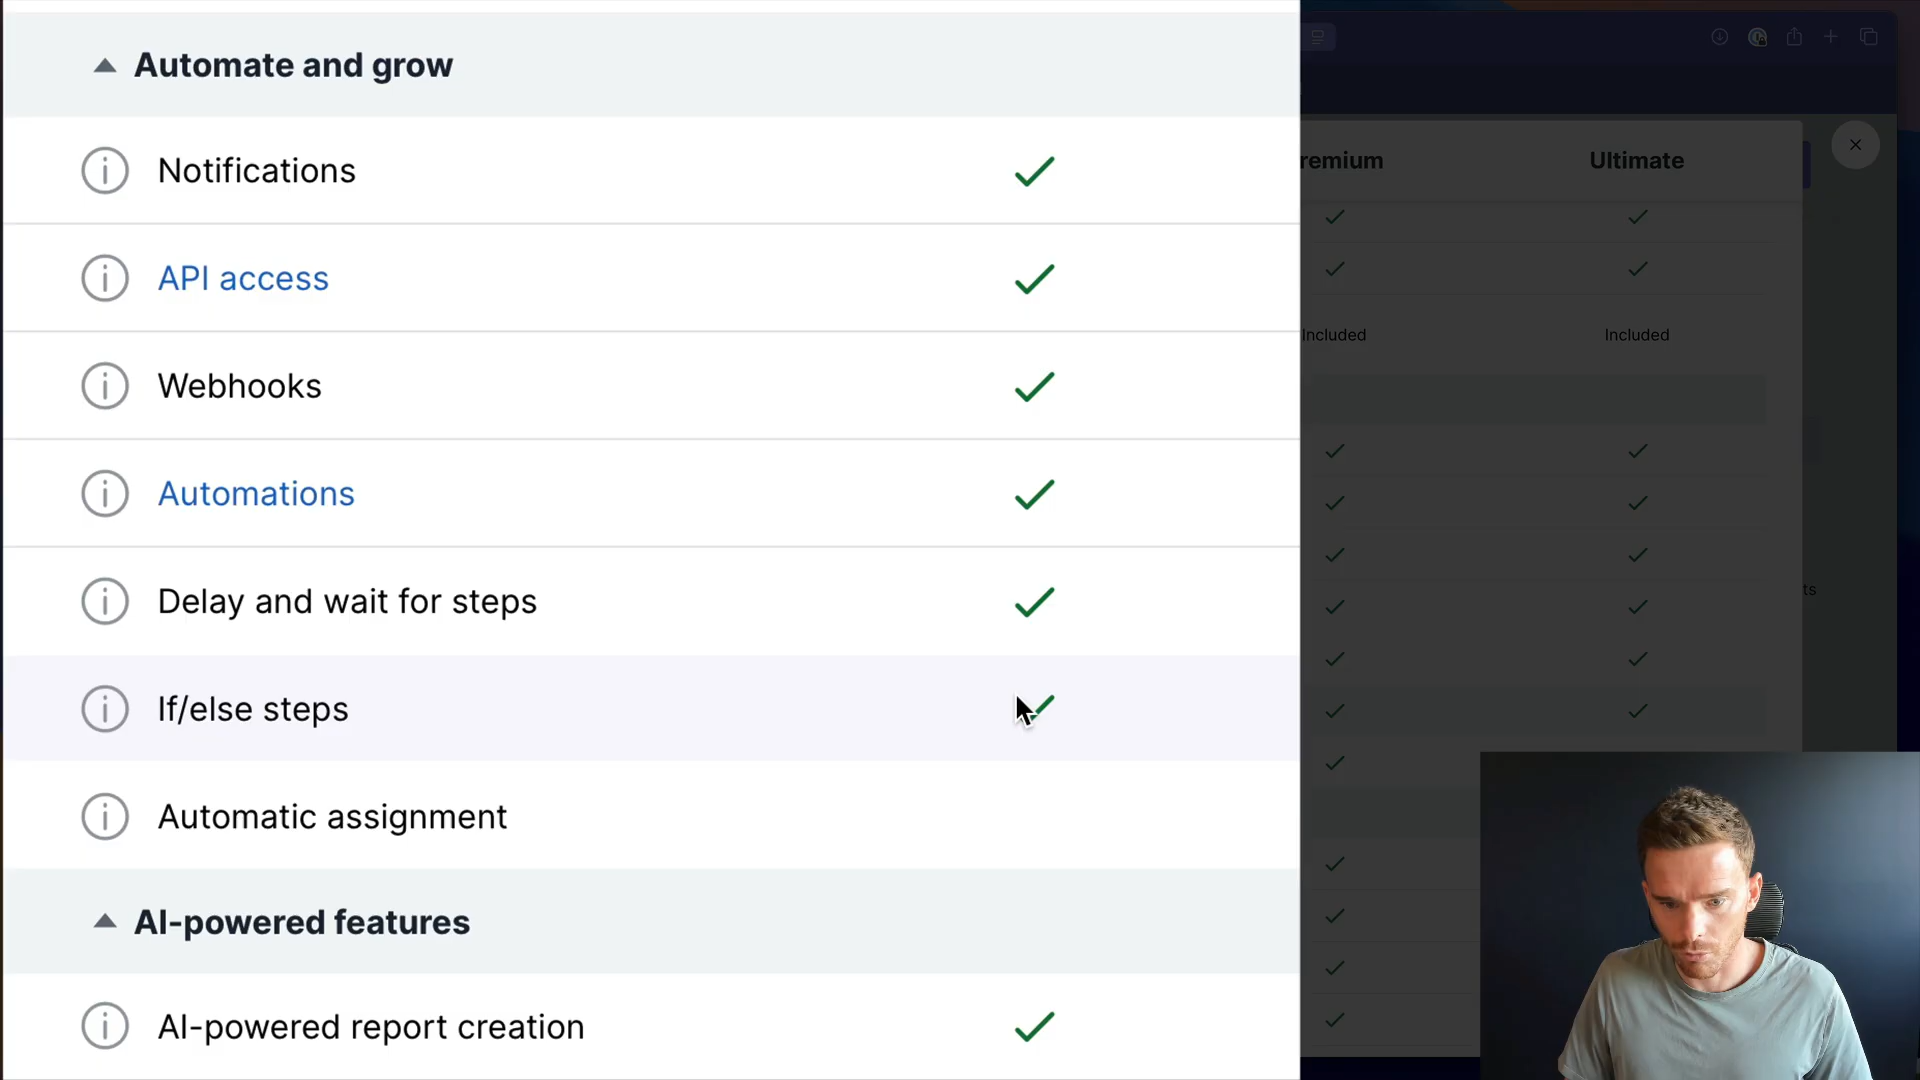 Automate and grow
Notifications
API access
Webhooks
Automations
Delay and wait for steps
If/else steps
Automatic assignment
AI-powered features
AI-powered report creation
remium
Ultimate
Included
Included
ts